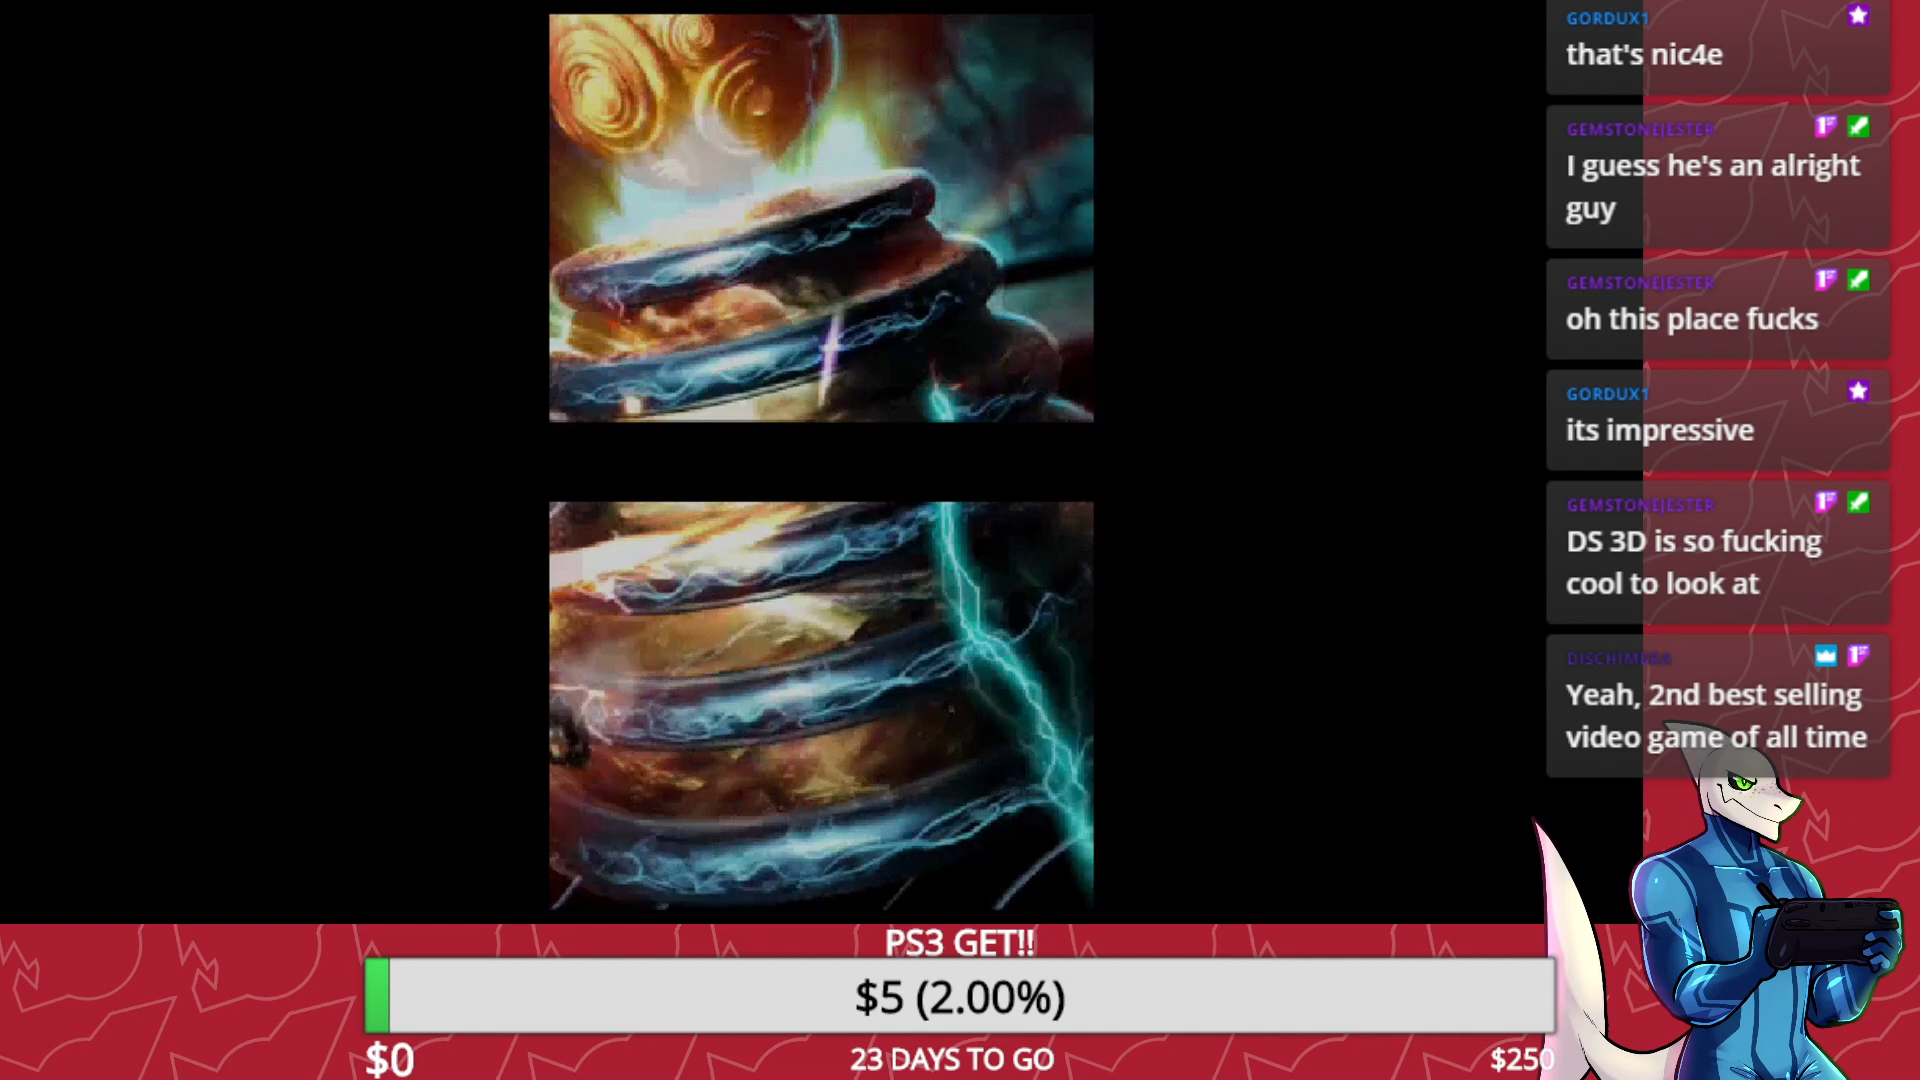 GORDUX1
that's nic4e
GEMSTONEJESTER
I guess he's an alright
guy
GEMSTONEJESTER
oh this place fucks
GORDUX1
its impressive
GEMSTONEJESTER
DS 3D is so fucking
cool to look at
DISCHIMERA
Yeah, 2nd best selling
video game of all time
PS3 GET!!
$5 (2.00%)
$0
23 DAYS TO GO
$250